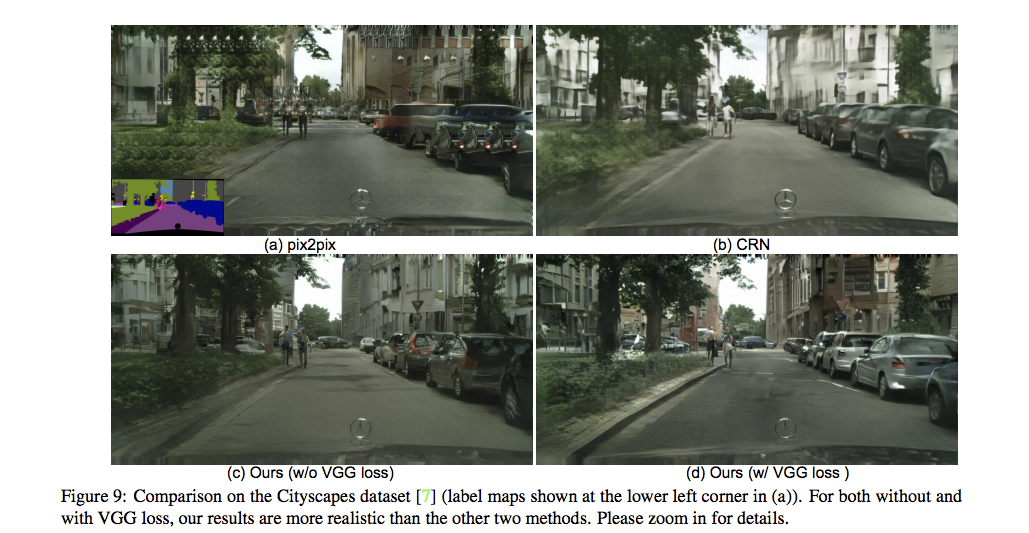 (a) pix2pix
(b) CRN
(c) Ours (w/o VGG loss)
(d) Ours (w/ VGG loss )
Figure 9: Comparison on the Cityscapes dataset [7] (label maps shown at the lower left corner in (a)). For both without and
with VGG loss, our results are more realistic than the other two methods. Please zoom in for details.